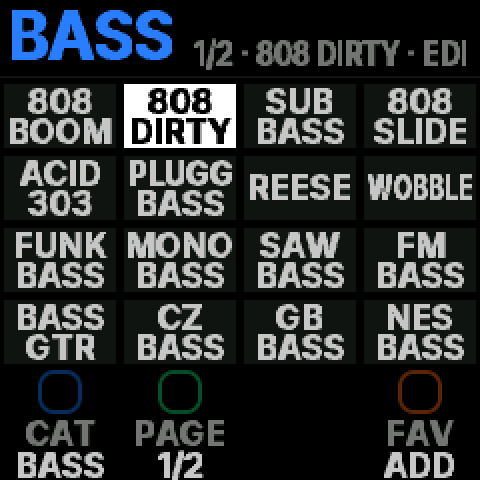 BASS 1/2 · 808 DIRTY · EDI
808 BOOM
808 DIRTY
SUB BASS
808 SLIDE
ACID 303
PLUGG BASS
REESE
WOBBLE
FUNK BASS
MONO BASS
SAW BASS
FM BASS
BASS GTR
CZ BASS
GB BASS
NES BASS
CAT PAGE FAV
BASS 1/2 ADD